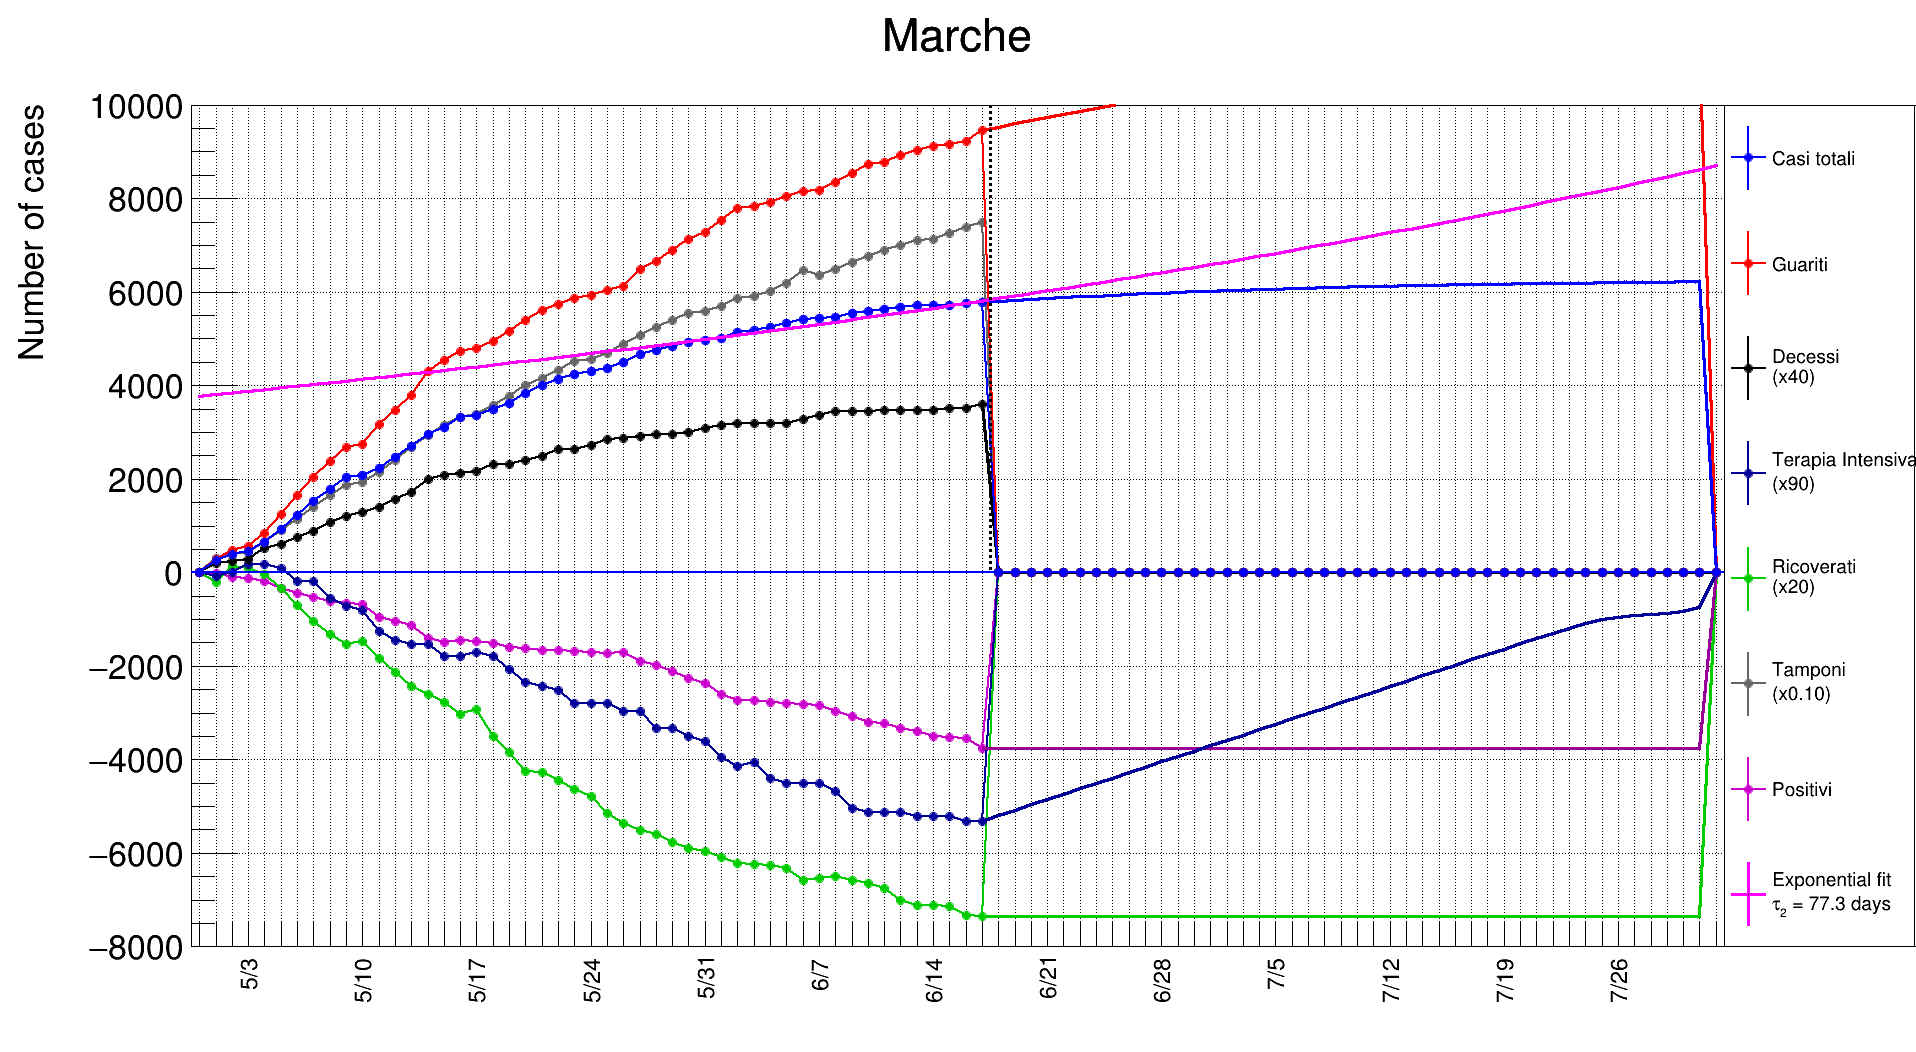 Marche
Number of cases
10000
8000
6000
4000
2000
0
−2000
−4000
−6000
−8000
5/3
5/10
5/17
5/24
5/31
6/7
6/14
6/21
6/28
7/5
7/12
7/19
7/26
Casi totali
Guariti
Decessi
(x40)
Terapia Intensiva
(x90)
Ricoverati
(x20)
Tamponi
(x0.10)
Positivi
Exponential fit
τ₂ = 77.3 days